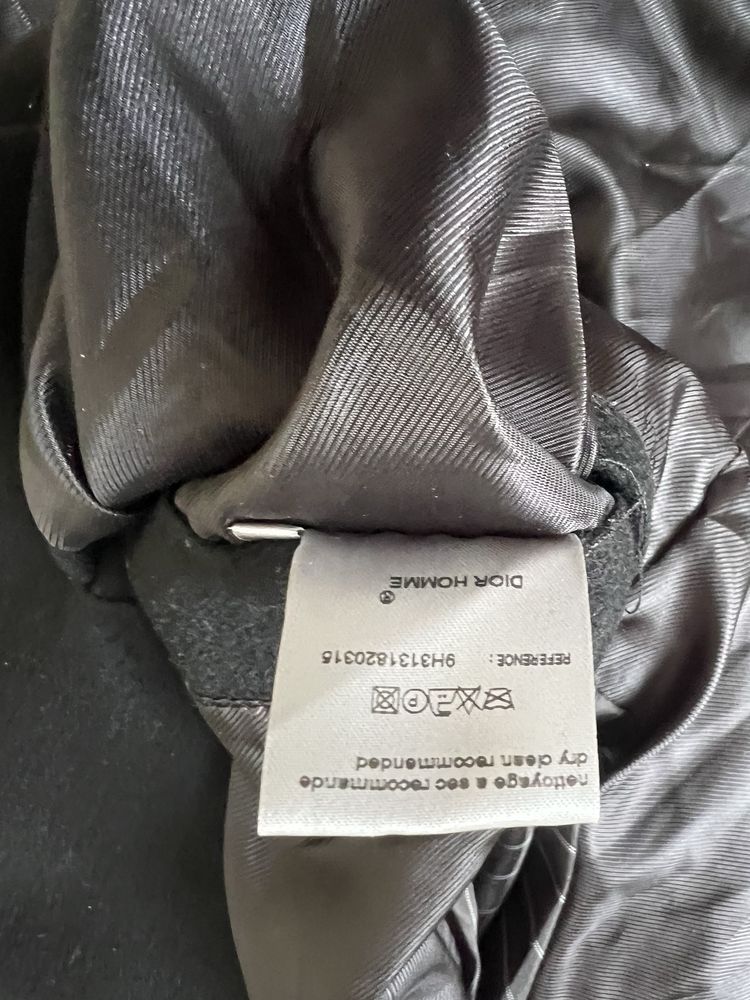 DIOR HOMME®
REFERENCE: 9H3131820315
P
nettoyage a sec recommande
dry clean recommended